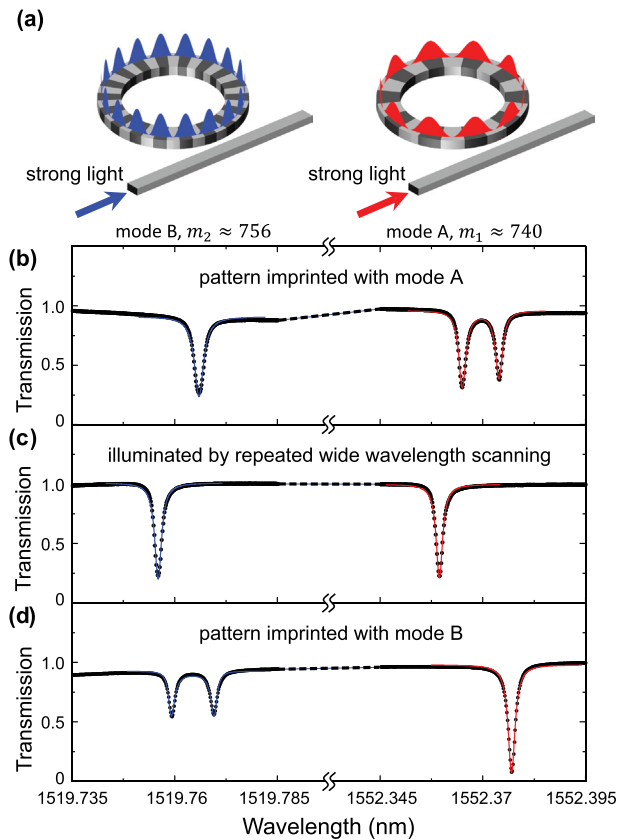 (a)
strong light
strong light
mode B, m₂ ≈ 756
mode A, m₁ ≈ 740
(b)
pattern imprinted with mode A
Transmission
1.0
0.5
0
(c)
illuminated by repeated wide wavelength scanning
Transmission
1.0
0.5
0
(d)
pattern imprinted with mode B
Transmission
1.0
0.5
0
1519.735 1519.76 1519.785 1552.345 1552.37 1552.395
Wavelength (nm)